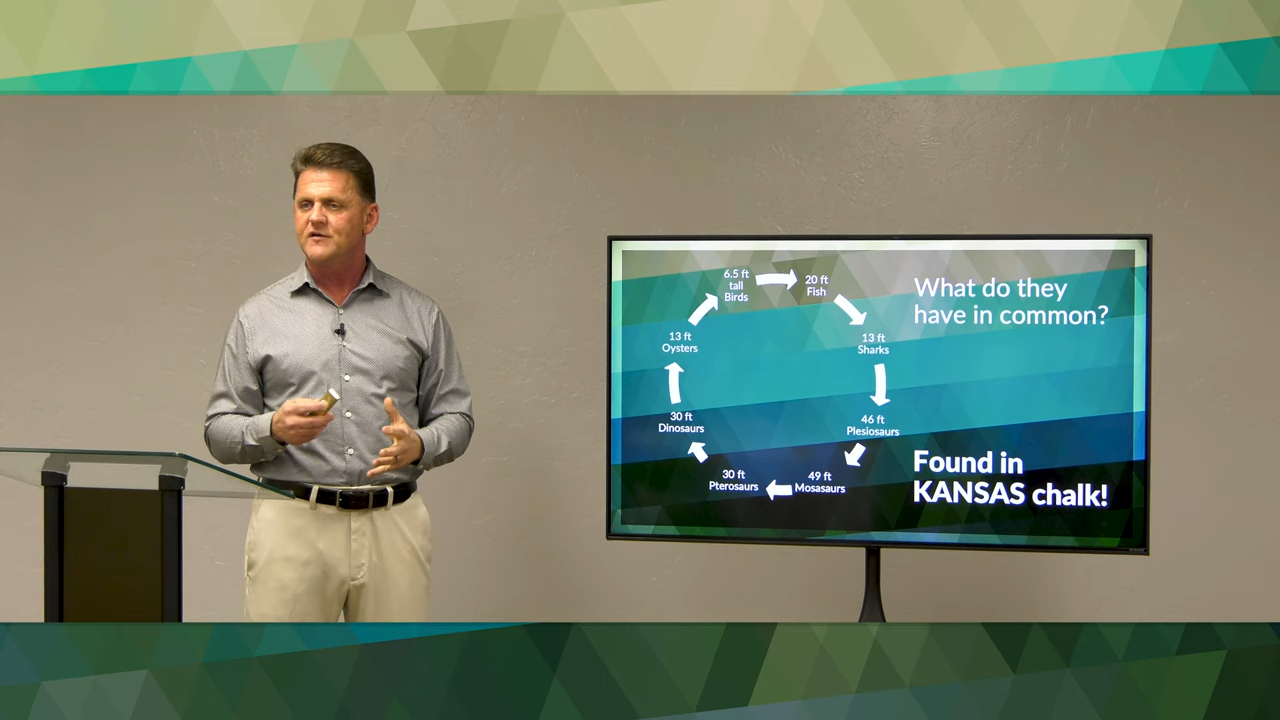 What do they
have in common?
6.5 ft
tall
Birds
20 ft
Fish
13 ft
Sharks
46 ft
Plesiosaurs
49 ft
Mosasaurs
30 ft
Pterosaurs
30 ft
Dinosaurs
13 ft
Oysters
Found in
KANSAS chalk!